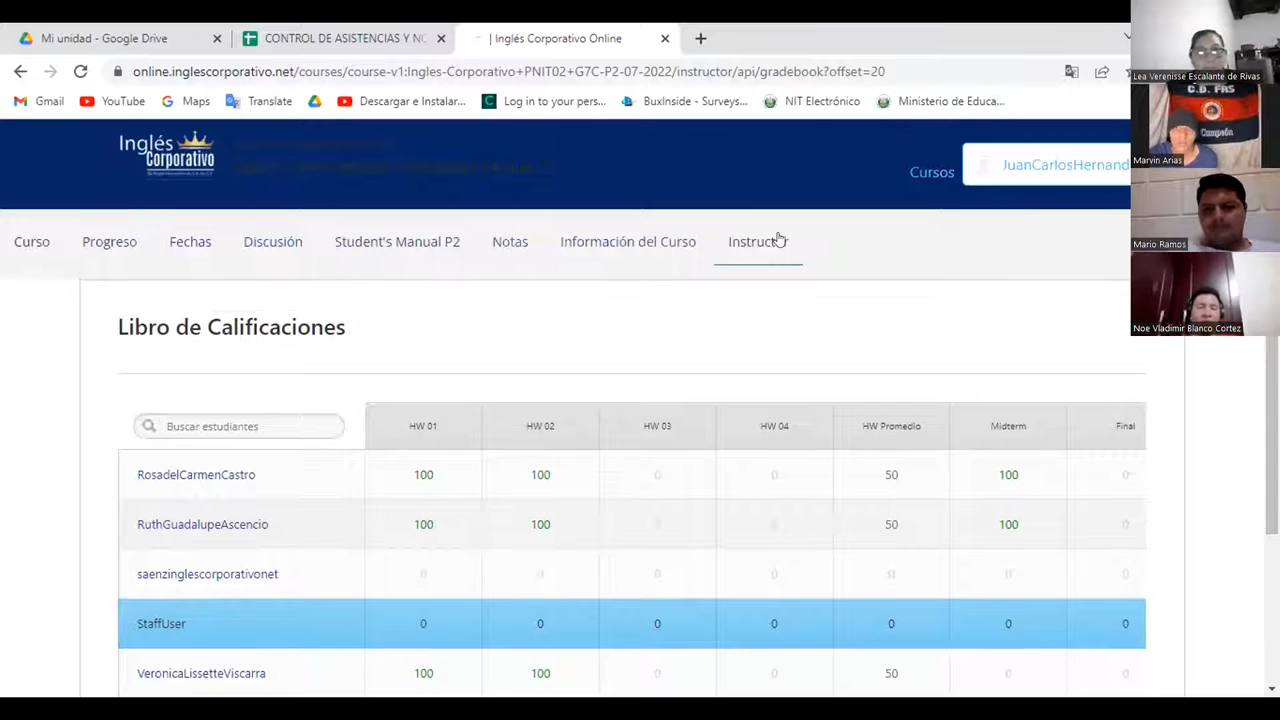 Mi unidad - Google Drive
CONTROL DE ASISTENCIAS Y NO
| Inglés Corporativo Online
online.inglescorporativo.net/courses/course-v1:Ingles-Corporativo+PNIT02+G7C-P2-07-2022/instructor/api/gradebook?offset=20
Gmail YouTube Maps Translate Descargar e Instalar... Log in to your pers... BuxInside - Surveys... NIT Electrónico Ministerio de Educa...
Lea Verenisse Escalante de Rivas
C.D. FAS
Campeón
Marvin Arias
Mario Ramos
Noe Vladimir Blanco Cortez
Inglés
Corporativo
Cursos
JuanCarlosHernand
Curso Progreso Fechas Discusión Student's Manual P2 Notas Información del Curso Instructor
Libro de Calificaciones
Buscar estudiantes HW 01 HW 02 HW 03 HW 04 HW Promedio Midterm Final
RosadelCarmenCastro 100 100 0 0 50 100 0
RuthGuadalupeAscencio 100 100 0 0 50 100 0
saenzinglescorporativonet 0 0 0 0 0 0 0
StaffUser 0 0 0 0 0 0 0
VeronicaLissetteViscarra 100 100 0 0 50 0 0